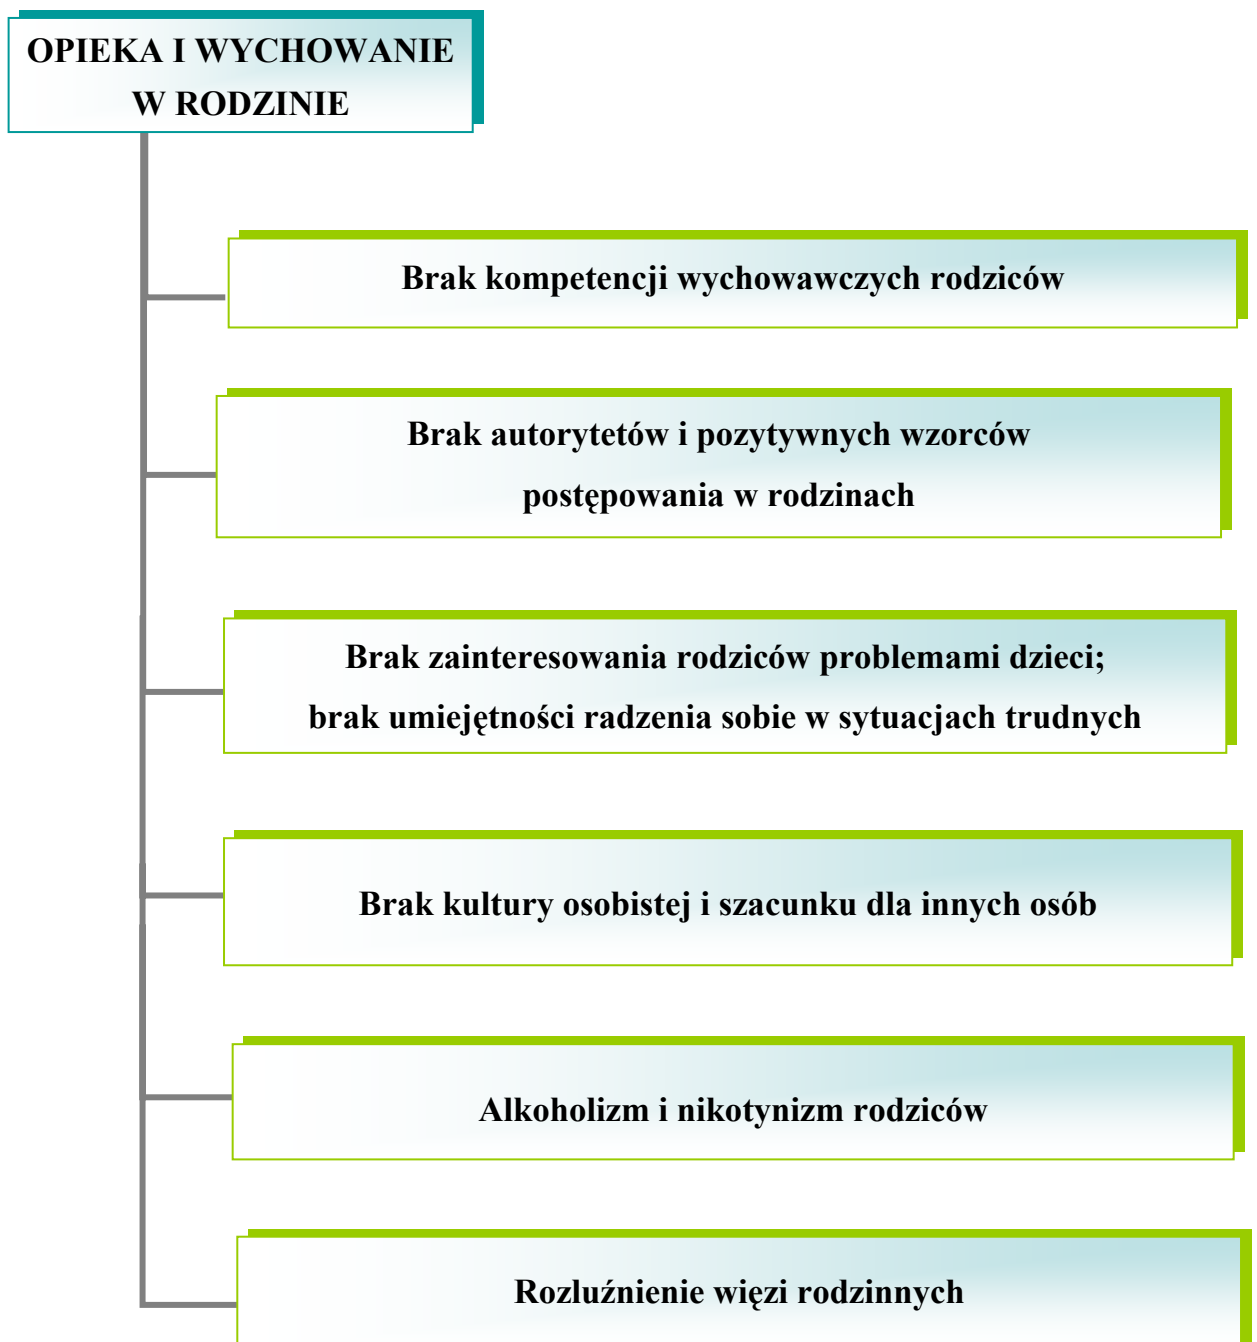 OPIEKA I WYCHOWANIE
W RODZINIE
Brak kompetencji wychowawczych rodziców
Brak autorytetów i pozytywnych wzorców
postępowania w rodzinach
Brak zainteresowania rodziców problemami dzieci;
brak umiejętności radzenia sobie w sytuacjach trudnych
Brak kultury osobistej i szacunku dla innych osób
Alkoholizm i nikotynizm rodziców
Rozluźnienie więzi rodzinnych